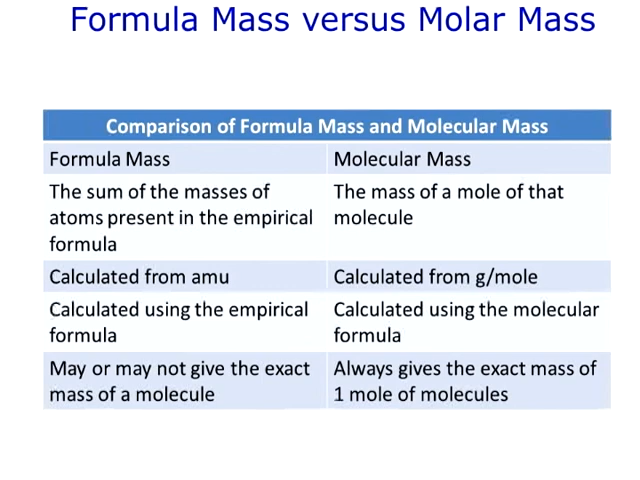 Formula Mass versus Molar Mass
Comparison of Formula Mass and Molecular Mass
Formula Mass
Molecular Mass
The sum of the masses of
atoms present in the empirical
formula
The mass of a mole of that
molecule
Calculated from amu
Calculated from g/mole
Calculated using the empirical
formula
Calculated using the molecular
formula
May or may not give the exact
mass of a molecule
Always gives the exact mass of
1 mole of molecules